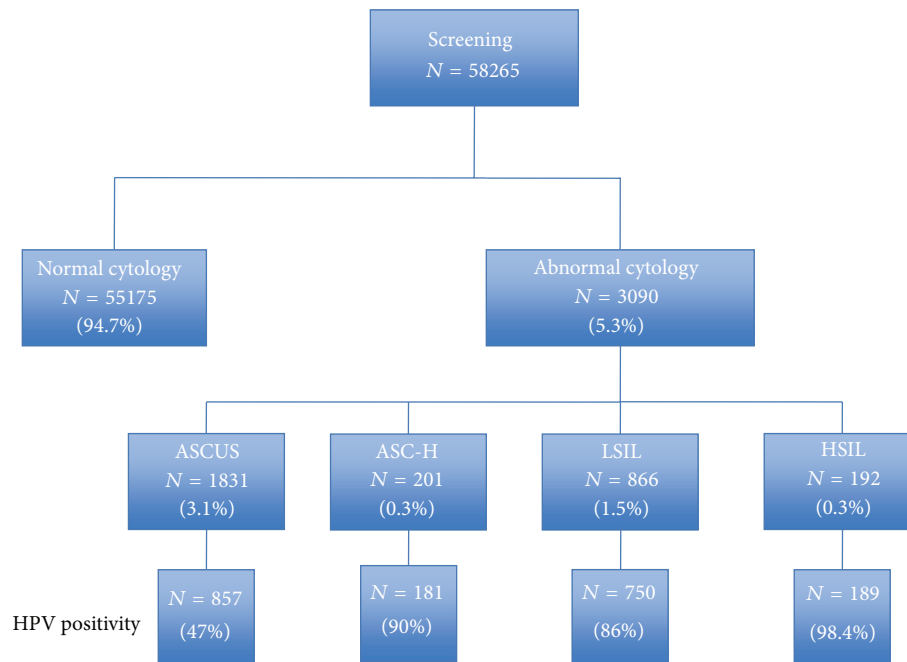 Screening
N = 58265
Normal cytology
N = 55175
(94.7%)
Abnormal cytology
N = 3090
(5.3%)
ASCUS
N = 1831
(3.1%)
ASC-H
N = 201
(0.3%)
LSIL
N = 866
(1.5%)
HSIL
N = 192
(0.3%)
HPV positivity
N = 857
(47%)
N = 181
(90%)
N = 750
(86%)
N = 189
(98.4%)